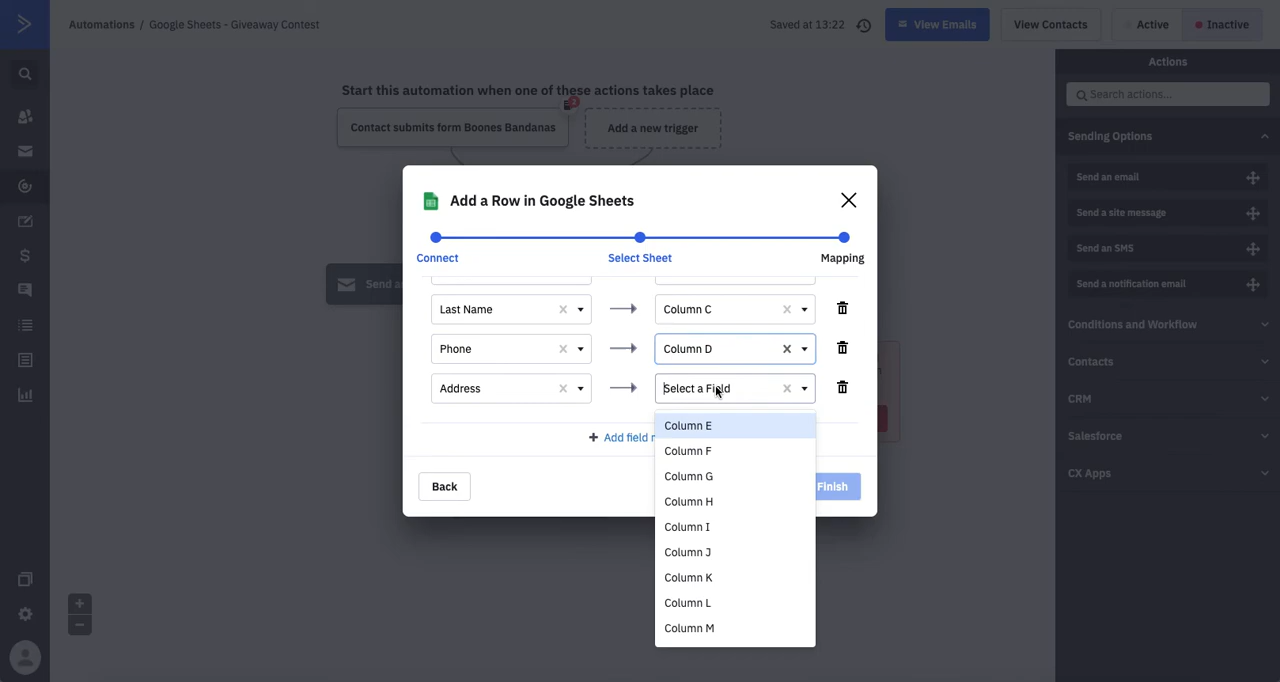 Automations / Google Sheets - Giveaway Contest
Saved at 13:22
View Emails
View Contacts
Active
Inactive
Start this automation when one of these actions takes place
Contact submits form Boones Bandanas
Add a new trigger
Send a
Add a Row in Google Sheets
Connect
Select Sheet
Mapping
Last Name
Column C
Phone
Column D
Address
Select a Field
Column E
Column F
Column G
Column H
Column I
Column J
Column K
Column L
Column M
+ Add field
Back
Finish
Actions
Search actions...
Sending Options
Send an email
Send a site message
Send an SMS
Send a notification email
Conditions and Workflow
Contacts
CRM
Salesforce
CX Apps